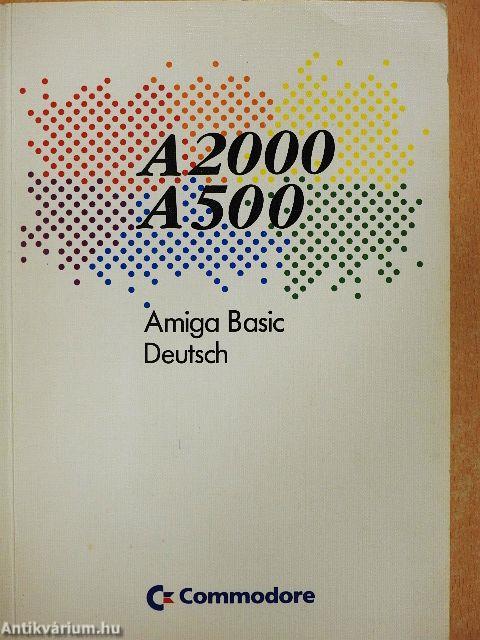 A2000
A500
Amiga Basic
Deutsch
Commodore
Antikvárium.hu